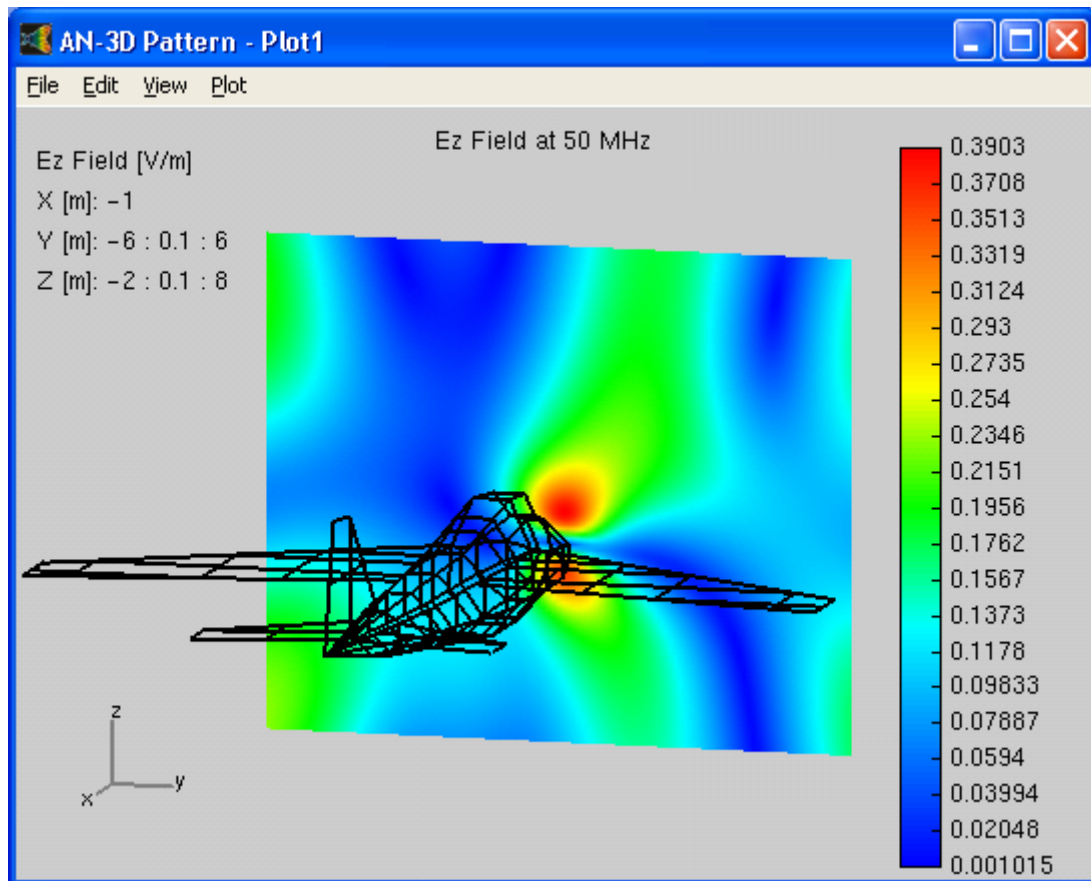 AN-3D Pattern - Plot1
File Edit View Plot
Ez Field at 50 MHz
Ez Field [V/m]
X [m]: -1
Y [m]: -6 : 0.1 : 6
Z [m]: -2 : 0.1 : 8
0.3903
0.3708
0.3513
0.3319
0.3124
0.293
0.2735
0.254
0.2346
0.2151
0.1956
0.1762
0.1567
0.1373
0.1178
0.09833
0.07887
0.0594
0.03994
0.02048
0.001015
z
y
x